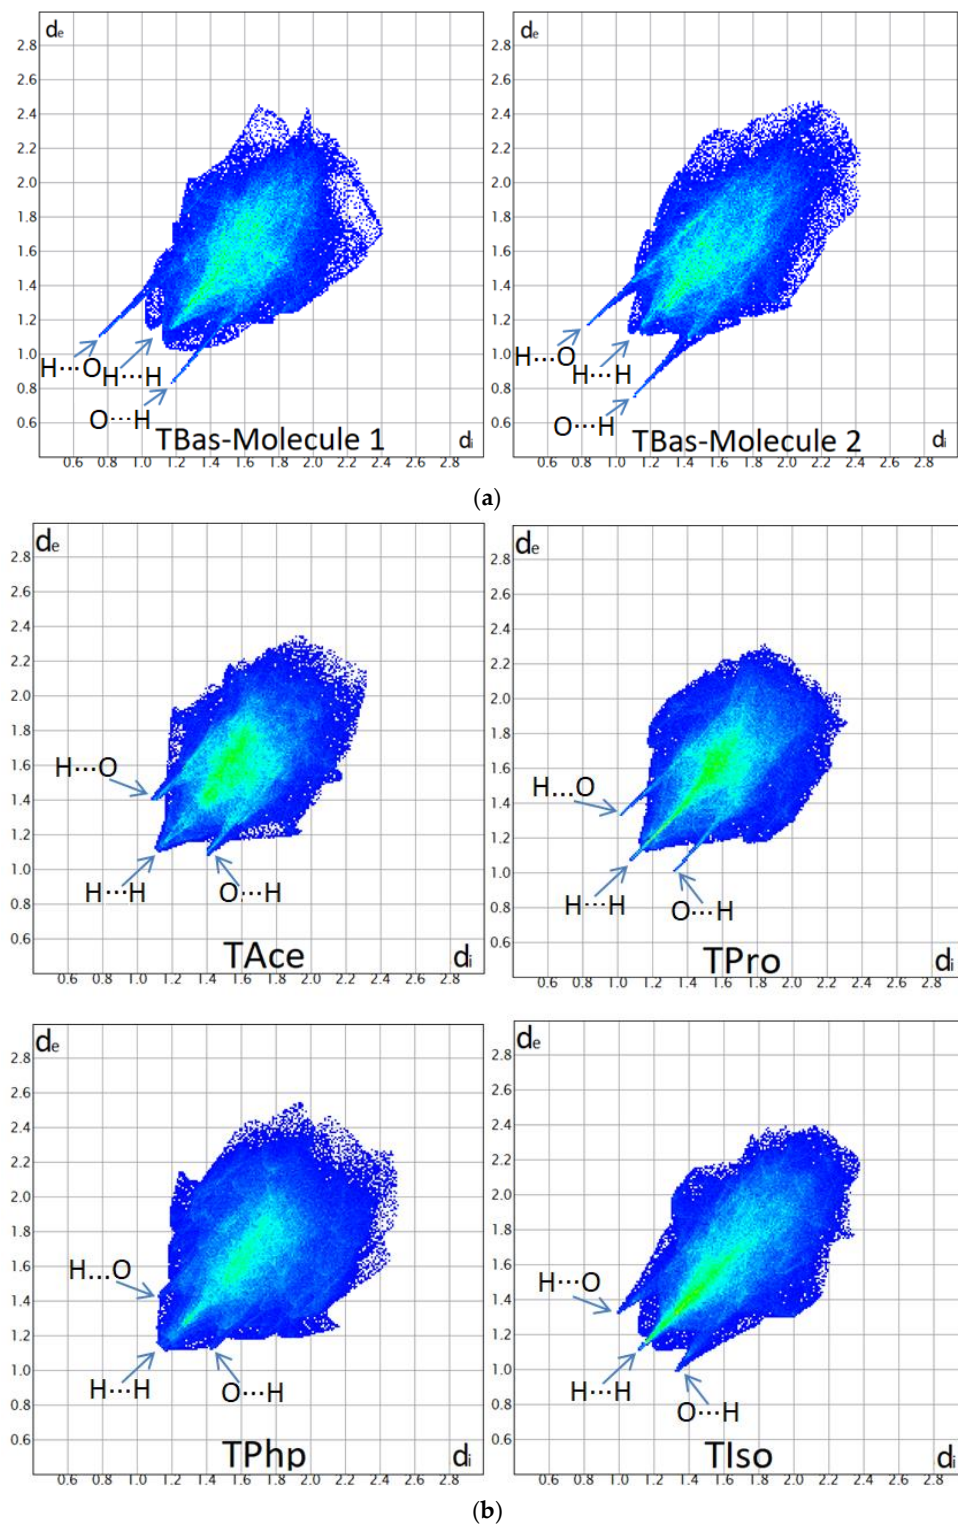 de de
2.8 2.8
2.6 2.6
2.4 2.4
2.2 2.2
2.0 2.0
1.8 1.8
1.6 1.6
1.4 1.4
1.2 1.2
1.0 1.0
H···O H···H H···O H···H
0.8 0.8
O···H O···H
0.6 0.6
TBas-Molecule 1 di TBas-Molecule 2 di
0.6 0.8 1.0 1.2 1.4 1.6 1.8 2.0 2.2 2.4 2.6 2.8 0.6 0.8 1.0 1.2 1.4 1.6 1.8 2.0 2.2 2.4 2.6 2.8
(a)
de de
2.8 2.8
2.6 2.6
2.4 2.4
2.2 2.2
2.0 2.0
1.8 1.8
H···O H...O
1.6 1.6
1.4 1.4
1.2 1.2
1.0 1.0
H···H O···H H···H O···H
0.8 0.8
0.6 0.6
TAce di TPro di
0.6 0.8 1.0 1.2 1.4 1.6 1.8 2.0 2.2 2.4 2.6 2.8 0.6 0.8 1.0 1.2 1.4 1.6 1.8 2.0 2.2 2.4 2.6 2.8
de de
2.8 2.8
2.6 2.6
2.4 2.4
2.2 2.2
2.0 2.0
1.8 1.8
1.6 1.6
H...O H···O
1.4 1.4
1.2 1.2
1.0 1.0
H···H O···H H···H O···H
0.8 0.8
0.6 0.6
TPhp di TIso di
0.6 0.8 1.0 1.2 1.4 1.6 1.8 2.0 2.2 2.4 2.6 2.8 0.6 0.8 1.0 1.2 1.4 1.6 1.8 2.0 2.2 2.4 2.6 2.8
(b)